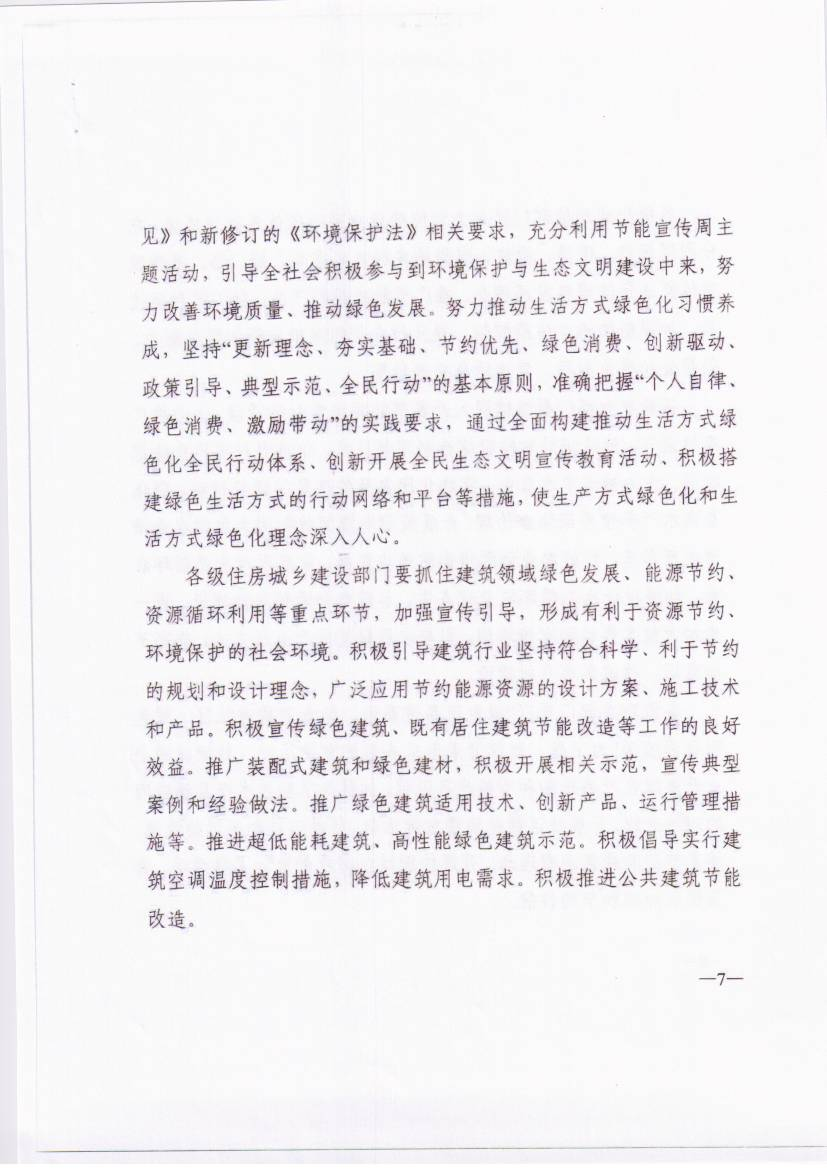 见》和新修订的《环境保护法》相关要求，充分利用节能宣传周主
题活动，引导全社会积极参与到环境保护与生态文明建设中来，努
力改善环境质量、推动绿色发展。努力推动生活方式绿色化习惯养
成，坚持“更新理念、夯实基础、节约优先、绿色消费、创新驱动、
政策引导、典型示范、全民行动”的基本原则，准确把握“个人自律、
绿色消费、激励带动”的实践要求，通过全面构建推动生活方式绿
色化全民行动体系、创新开展全民生态文明宣传教育活动、积极搭
建绿色生活方式的行动网络和平台等措施，使生产方式绿色化和生
活方式绿色化理念深入人心。
各级住房城乡建设部门要抓住建筑领域绿色发展、能源节约、
资源循环利用等重点环节，加强宣传引导，形成有利于资源节约、
环境保护的社会环境。积极引导建筑行业坚持符合科学、利于节约
的规划和设计理念，广泛应用节约能源资源的设计方案、施工技术
和产品。积极宣传绿色建筑、既有居住建筑节能改造等工作的良好
效益。推广装配式建筑和绿色建材，积极开展相关示范，宣传典型
案例和经验做法。推广绿色建筑适用技术、创新产品、运行管理措
施等。推进超低能耗建筑、高性能绿色建筑示范。积极倡导实行建
筑空调温度控制措施，降低建筑用电需求。积极推进公共建筑节能
改造。
—7—